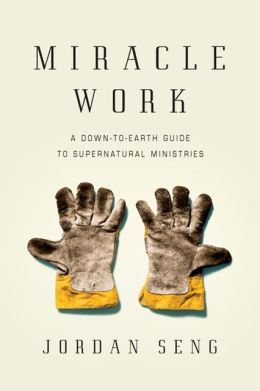 MIRACLE
WORK
A DOWN-TO-EARTH GUIDE
TO SUPERNATURAL MINISTRIES
JORDAN SENG